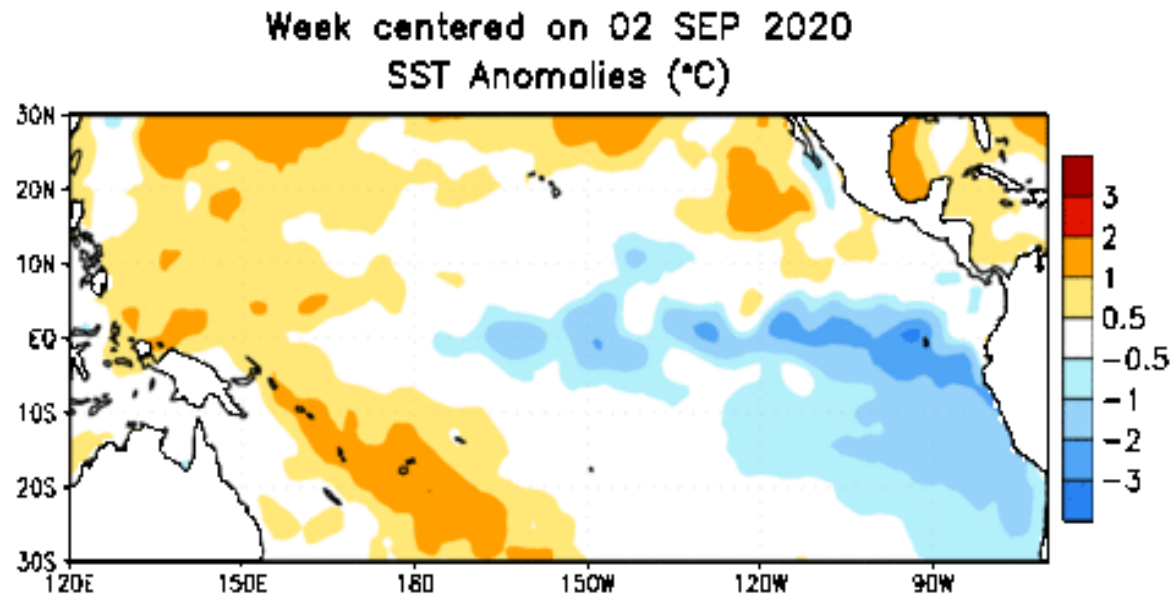 Week centered on 02 SEP 2020
SST Anomalies (°C)
30N
20N
10N
EQ
10S
20S
30S
120E 150E 180 150W 120W 90W
3
2
1
0.5
-0.5
-1
-2
-3